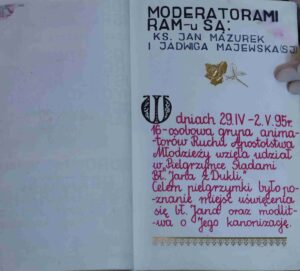 MODERATORAMI
RAM-u SĄ:
KS. JAN MAZUREK
I JADWIGA MAJEWSKA(SJ)
W dniach 29.IV-2.V.95r.
16-osobowa grupa anima-
torów Ruchu Apostolstwa
Młodzieży wzięła udział
w „Pielgrzymce Śladami
Bł. Jana z Dukli."
Celem pielgrzymki było po-
znanie miejsc uświęcenia
się bł. Jana oraz modlit-
wa o Jego kanonizację.